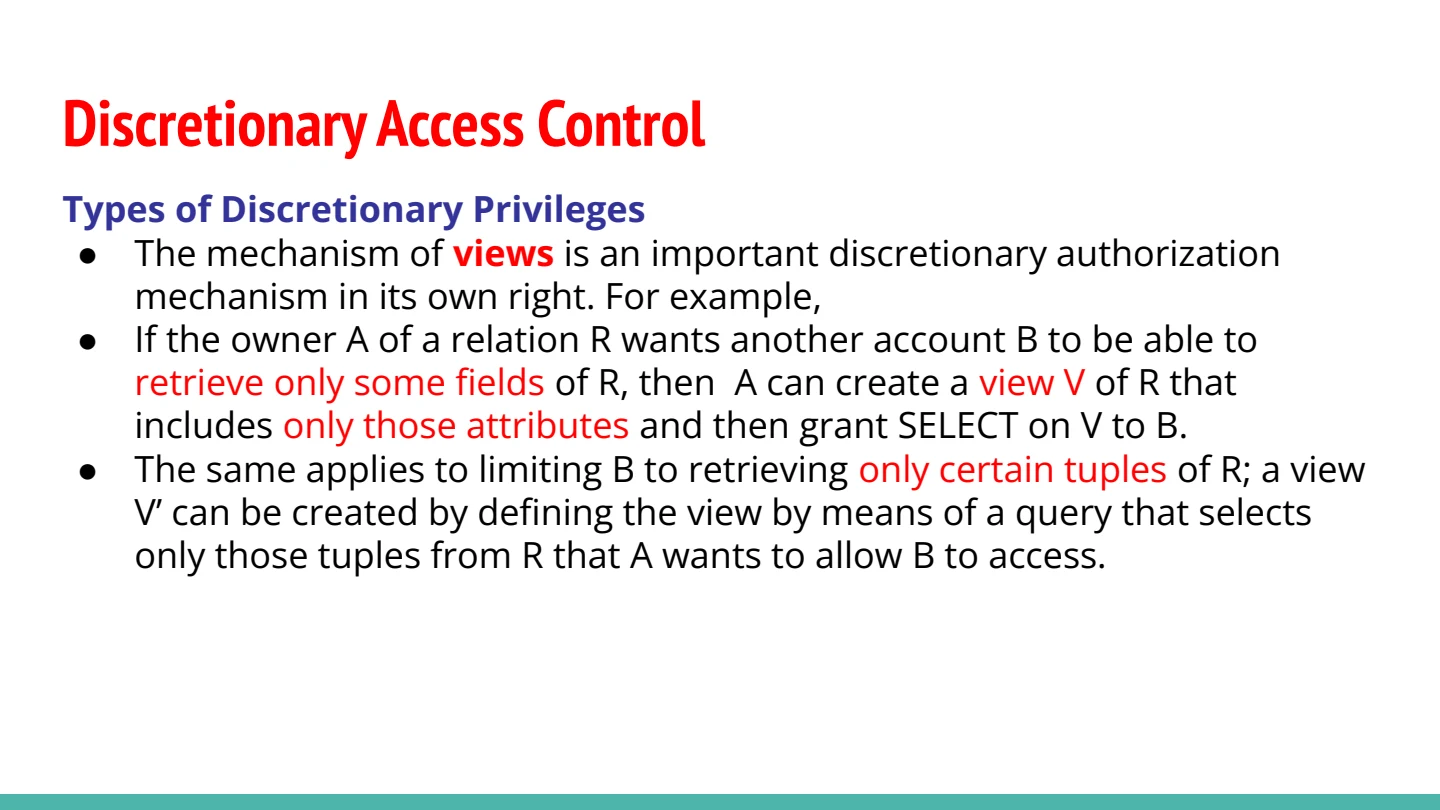 Discretionary Access Control
Types of Discretionary Privileges
● The mechanism of views is an important discretionary authorization
mechanism in its own right. For example,
● If the owner A of a relation R wants another account B to be able to
retrieve only some fields of R, then  A can create a view V of R that
includes only those attributes and then grant SELECT on V to B.
● The same applies to limiting B to retrieving only certain tuples of R; a view
V’ can be created by defining the view by means of a query that selects
only those tuples from R that A wants to allow B to access.